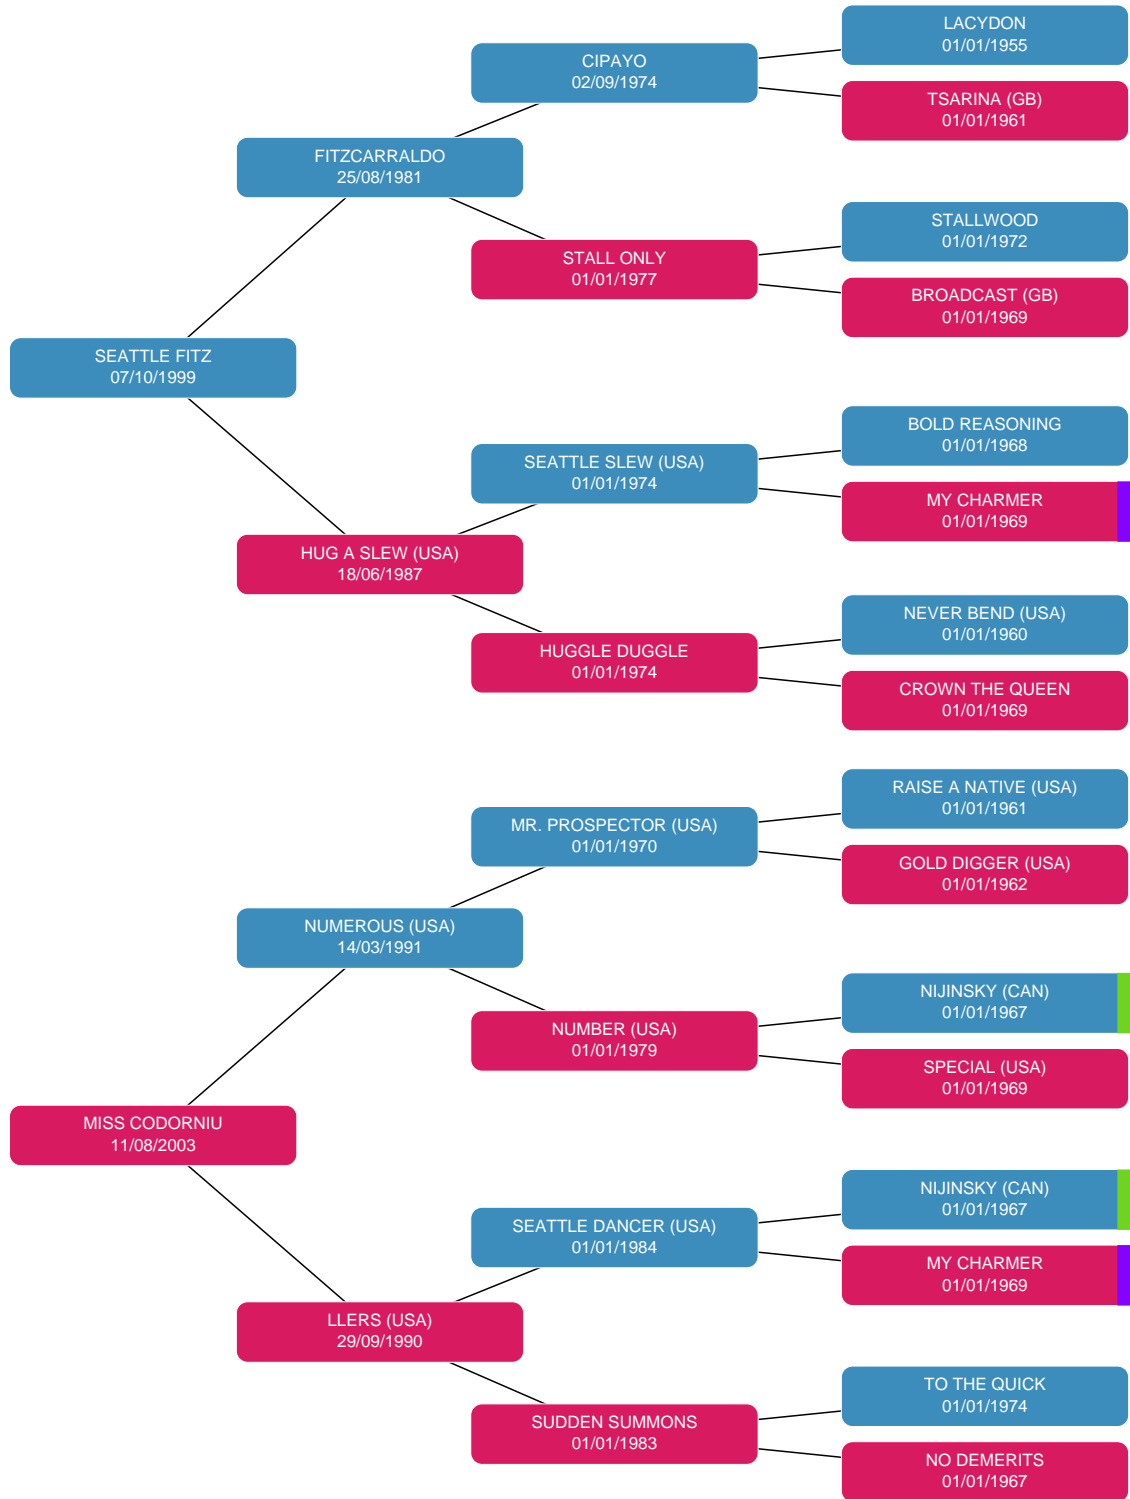 LACYDON
01/01/1955
CIPAYO
02/09/1974
TSARINA (GB)
01/01/1961
FITZCARRALDO
25/08/1981
STALLWOOD
01/01/1972
STALL ONLY
01/01/1977
BROADCAST (GB)
01/01/1969
SEATTLE FITZ
07/10/1999
BOLD REASONING
01/01/1968
SEATTLE SLEW (USA)
01/01/1974
MY CHARMER
01/01/1969
HUG A SLEW (USA)
18/06/1987
NEVER BEND (USA)
01/01/1960
HUGGLE DUGGLE
01/01/1974
CROWN THE QUEEN
01/01/1969
RAISE A NATIVE (USA)
01/01/1961
MR. PROSPECTOR (USA)
01/01/1970
GOLD DIGGER (USA)
01/01/1962
NUMEROUS (USA)
14/03/1991
NIJINSKY (CAN)
01/01/1967
NUMBER (USA)
01/01/1979
SPECIAL (USA)
01/01/1969
MISS CODORNIU
11/08/2003
NIJINSKY (CAN)
01/01/1967
SEATTLE DANCER (USA)
01/01/1984
MY CHARMER
01/01/1969
LLERS (USA)
29/09/1990
TO THE QUICK
01/01/1974
SUDDEN SUMMONS
01/01/1983
NO DEMERITS
01/01/1967